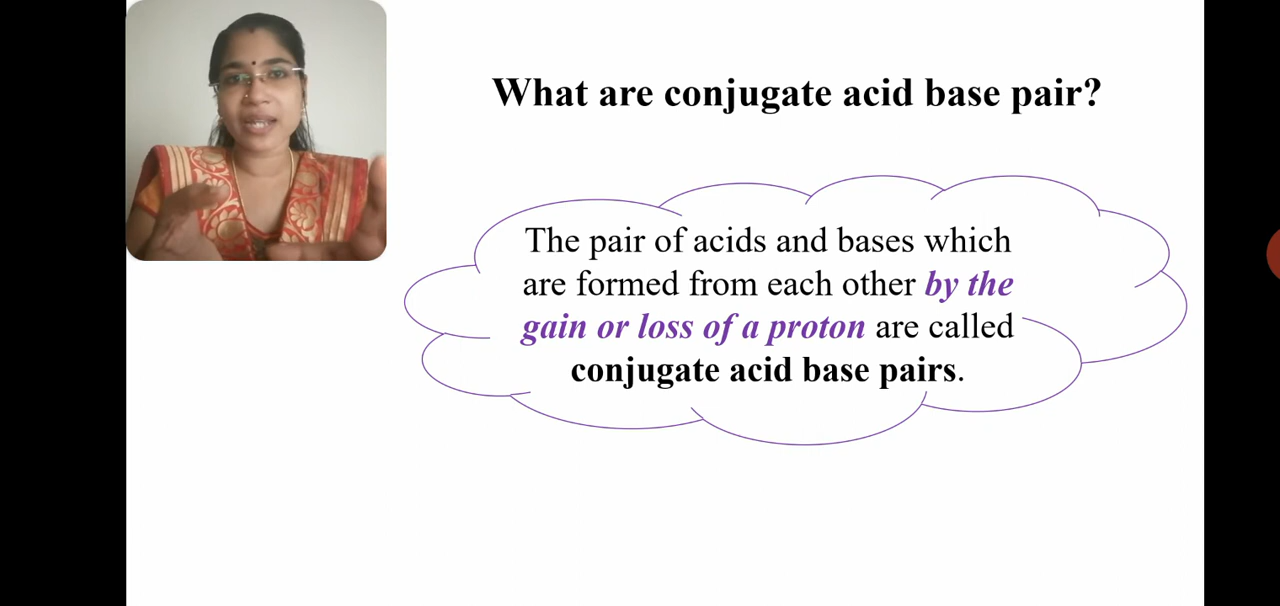 What are conjugate acid base pair?
The pair of acids and bases which
are formed from each other by the
gain or loss of a proton are called
conjugate acid base pairs.